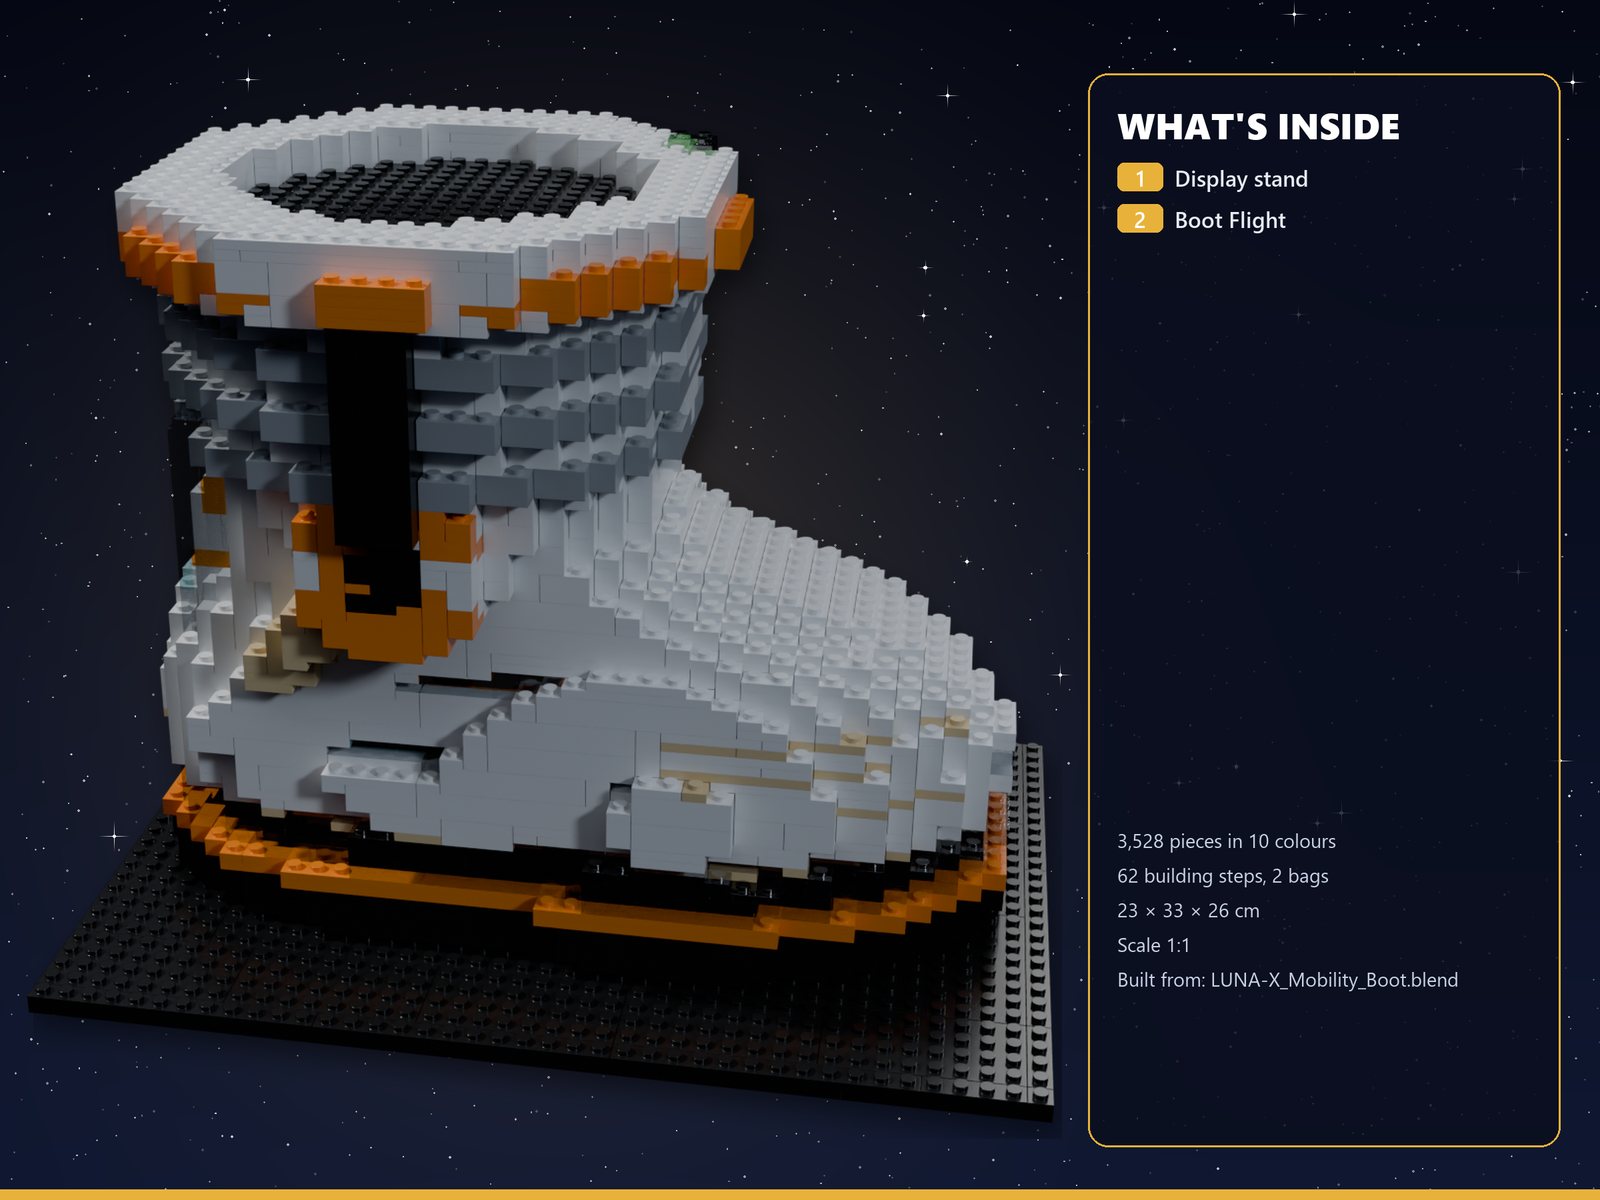 WHAT'S INSIDE
1 Display stand
2 Boot Flight
3,528 pieces in 10 colours
62 building steps, 2 bags
23 × 33 × 26 cm
Scale 1:1
Built from: LUNA-X_Mobility_Boot.blend